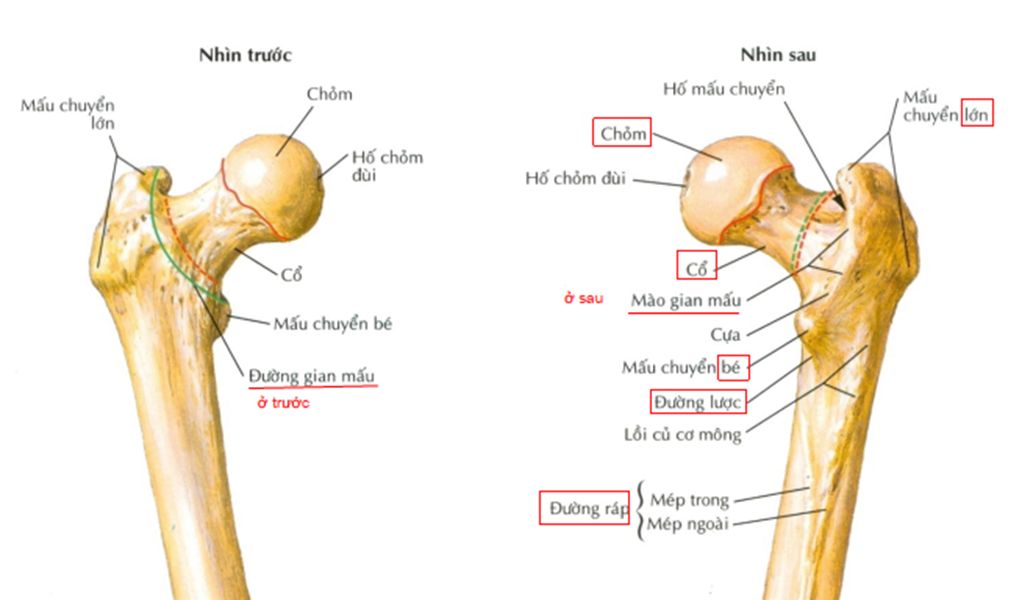 Nhìn trước
Mấu chuyển
lớn
Chỏm
Hố chỏm
đùi
Cổ
Mấu chuyển bé
Đường gian mấu
ở trước
Nhìn sau
Hố mấu chuyển
Mấu
chuyển lớn
Chỏm
Hố chỏm đùi
Cổ
ở sau
Mào gian mấu
Cựa
Mấu chuyển bé
Đường lược
Lồi củ cơ mông
Đường ráp
Mép trong
Mép ngoài